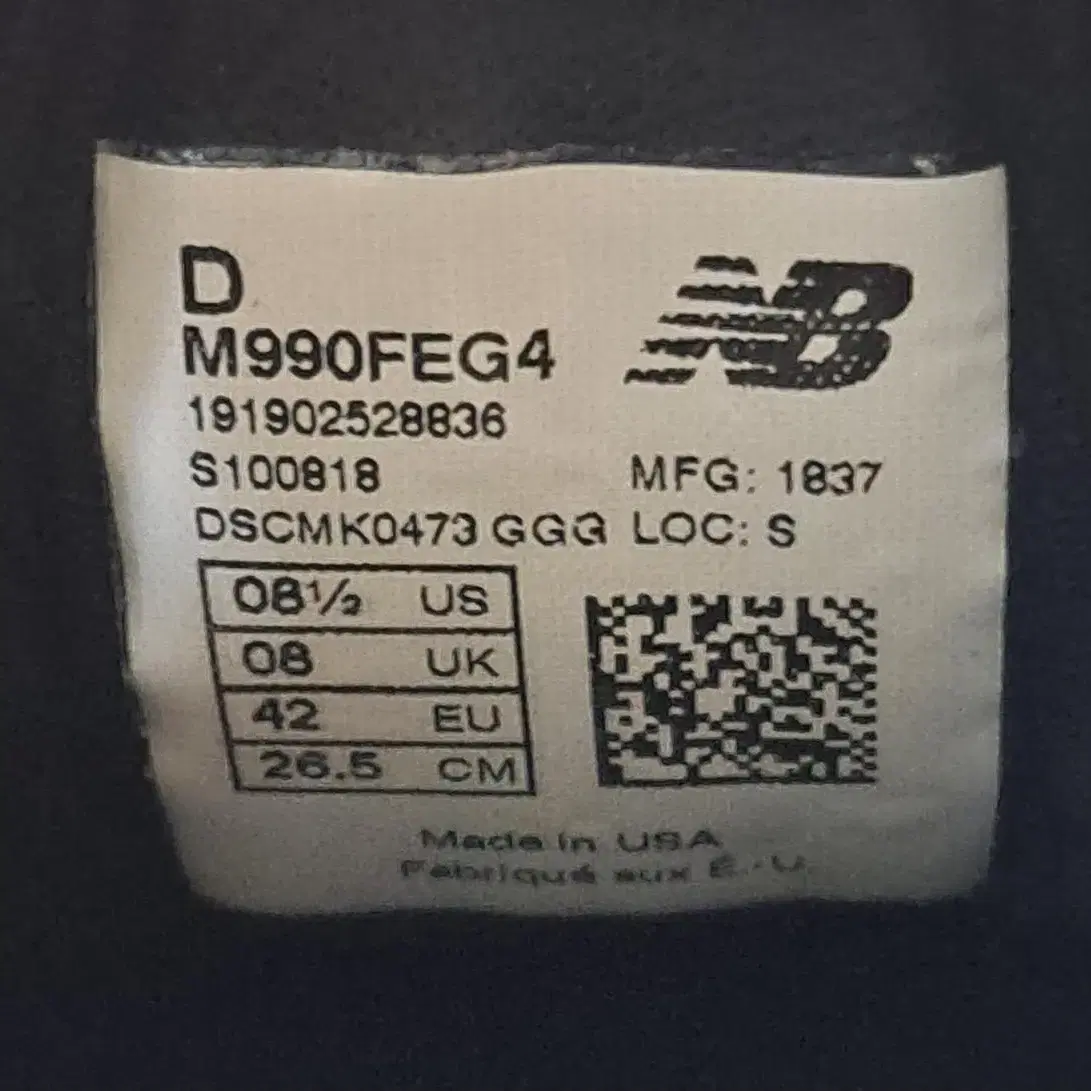 D
NB
M990FEG4
191902528836
S100818 MFG: 1837
DSCMK0473 GGG LOC: S
08½ US
08 UK
42 EU
26.5 CM
Made in USA
Fabriqué aux É.-U